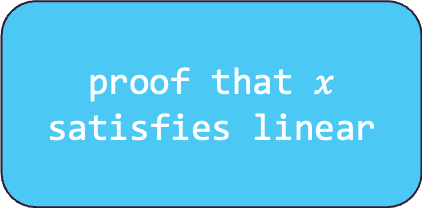 proof that x
satisfies linear